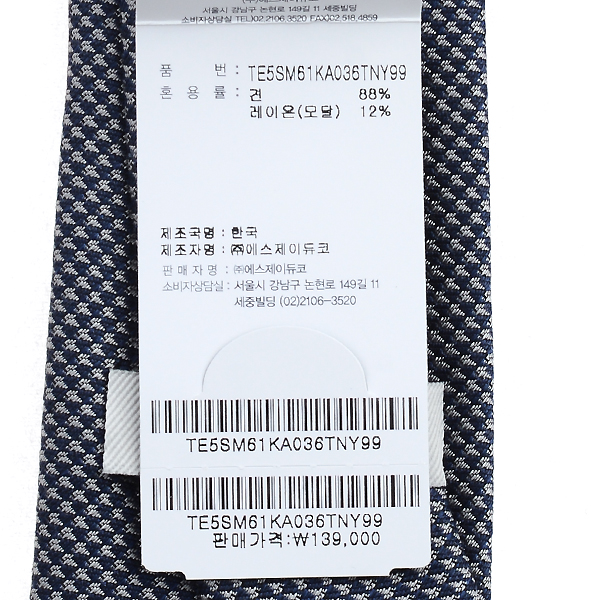 서울시 강남구 논현로 149길 11 세중빌딩
소비자상담실 TEL)02.2106.3520 FAX)02.518.4859
품 번 : TE5SM61KA036TNY99
혼 용 률 : 견 88%
레이온(모달) 12%
제조국명 : 한국
제조자명 : ㈜에스제이듀코
판 매 자 명 : ㈜에스제이듀코
소비자상담실 : 서울시 강남구 논현로 149길 11
세중빌딩 (02)2106-3520
TE5SM61KA036TNY99
TE5SM61KA036TNY99
판매가격:₩139,000